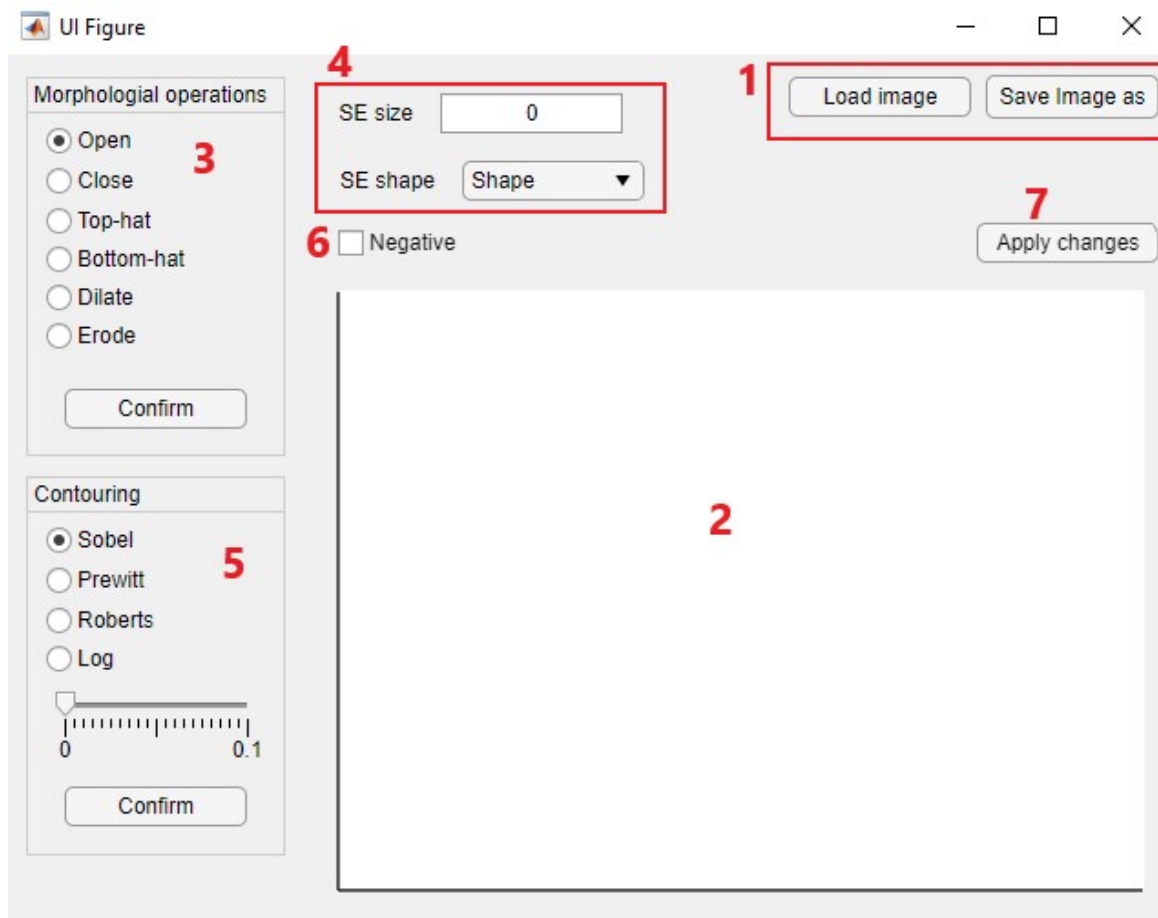 UI Figure
4
1
Load image
Save Image as
Morphologial operations
SE size
0
Open
3
Close
SE shape
Shape
Top-hat
7
6
Negative
Apply changes
Bottom-hat
Dilate
Erode
Confirm
Contouring
2
Sobel
5
Prewitt
Roberts
Log
0
0.1
Confirm